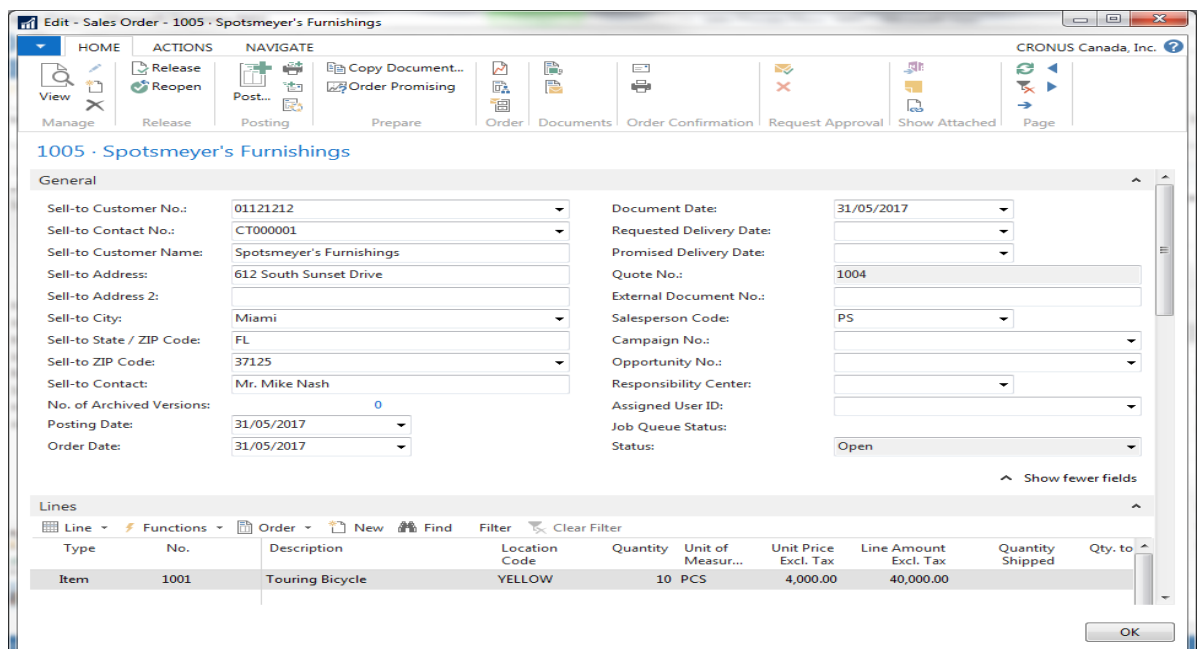 Edit - Sales Order - 1005 · Spotsmeyer's Furnishings
HOME ACTIONS NAVIGATE CRONUS Canada, Inc.
View
Release
Reopen
Post...
Copy Document...
Order Promising
Manage Release Posting Prepare Order Documents Order Confirmation Request Approval Show Attached Page
1005 · Spotsmeyer's Furnishings
General
Sell-to Customer No.: 01121212
Sell-to Contact No.: CT000001
Sell-to Customer Name: Spotsmeyer's Furnishings
Sell-to Address: 612 South Sunset Drive
Sell-to Address 2:
Sell-to City: Miami
Sell-to State / ZIP Code: FL
Sell-to ZIP Code: 37125
Sell-to Contact: Mr. Mike Nash
No. of Archived Versions: 0
Posting Date: 31/05/2017
Order Date: 31/05/2017
Document Date: 31/05/2017
Requested Delivery Date:
Promised Delivery Date:
Quote No.: 1004
External Document No.:
Salesperson Code: PS
Campaign No.:
Opportunity No.:
Responsibility Center:
Assigned User ID:
Job Queue Status:
Status: Open
Show fewer fields
Lines
Line Functions Order New Find Filter Clear Filter
Type No. Description Location Code Quantity Unit of Measur... Unit Price Excl. Tax Line Amount Excl. Tax Quantity Shipped Qty. to
Item 1001 Touring Bicycle YELLOW 10 PCS 4,000.00 40,000.00
OK